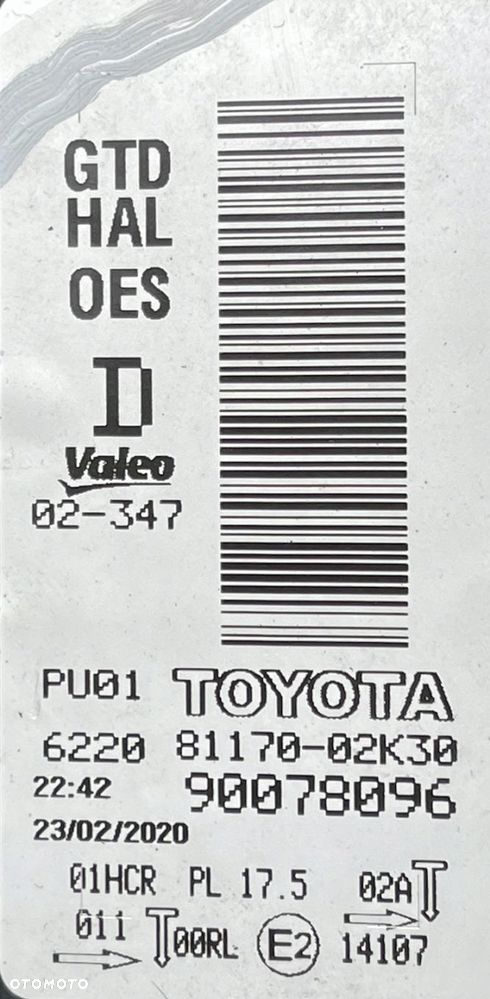 GTD
HAL
OES
D
Valeo
02-347
PU01 TOYOTA
6220 81170-02K30
22:42 90078096
23/02/2020
01HCR PL 17.5 02A
011 00RL E2 14107
OTOMOTO